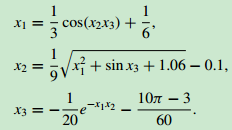 x₁ = 1/3 cos(x₂x₃) + 1/6,
x₂ = 1/9 √(x₁² + sin x₃ + 1.06) − 0.1,
x₃ = −1/20 e^(−x₁x₂) − (10π − 3)/60.